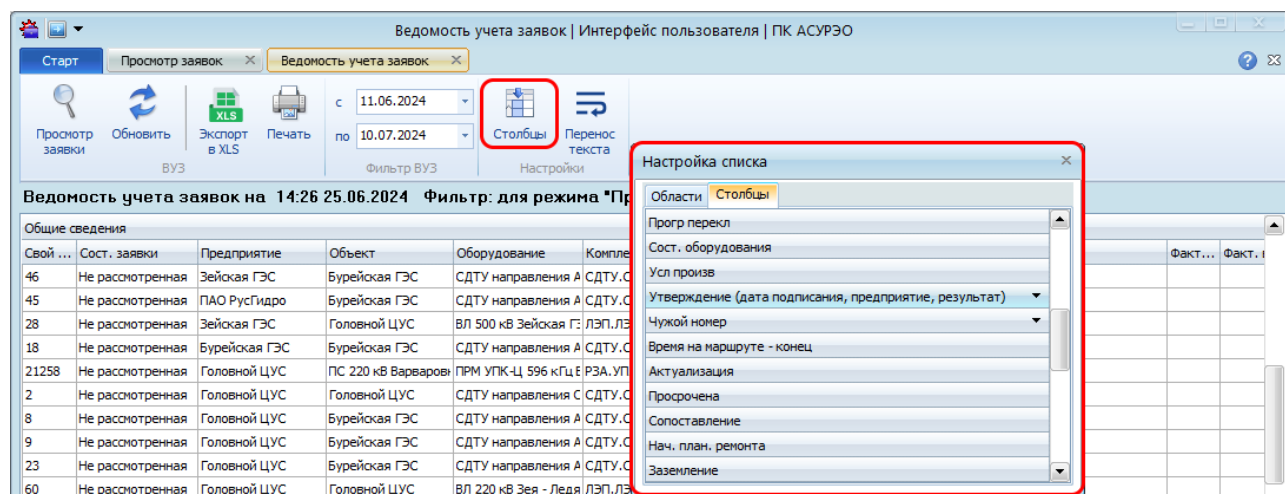 Ведомость учета заявок | Интерфейс пользователя | ПК АСУРЭО
Старт Просмотр заявок Ведомость учета заявок
с 11.06.2024
по 10.07.2024
Просмотр заявки Обновить Экспорт в XLS Печать Столбцы Перенос текста
ВУЗ Фильтр ВУЗ Настройки
Ведомость учета заявок на 14:26 25.06.2024 Фильтр: для режима "Пр
Общие сведения
Свой ... Сост. заявки Предприятие Объект Оборудование Компле Факт... Факт.
46 Не рассмотренная Зейская ГЭС Бурейская ГЭС СДТУ направления А СДТУ.С
45 Не рассмотренная ПАО РусГидро Бурейская ГЭС СДТУ направления А СДТУ.С
28 Не рассмотренная Зейская ГЭС Головной ЦУС ВЛ 500 кВ Зейская ГЭ ЛЭП.ЛЭ
18 Не рассмотренная Бурейская ГЭС Бурейская ГЭС СДТУ направления А СДТУ.С
21258 Не рассмотренная Головной ЦУС ПС 220 кВ Варваровк ПРМ УПК-Ц 596 кГц В РЗА.УП
2 Не рассмотренная Головной ЦУС Головной ЦУС СДТУ направления С СДТУ.С
8 Не рассмотренная Головной ЦУС Бурейская ГЭС СДТУ направления А СДТУ.С
9 Не рассмотренная Головной ЦУС Бурейская ГЭС СДТУ направления А СДТУ.С
23 Не рассмотренная Головной ЦУС Бурейская ГЭС СДТУ направления А СДТУ.С
60 Не рассмотренная Головной ЦУС Головной ЦУС ВЛ 220 кВ Зея - Ледя ЛЭП.ЛЭ
Настройка списка
Области Столбцы
Прогр перекл
Сост. оборудования
Усл произв
Утверждение (дата подписания, предприятие, результат)
Чужой номер
Время на маршруте - конец
Актуализация
Просрочена
Сопоставление
Нач. план. ремонта
Заземление